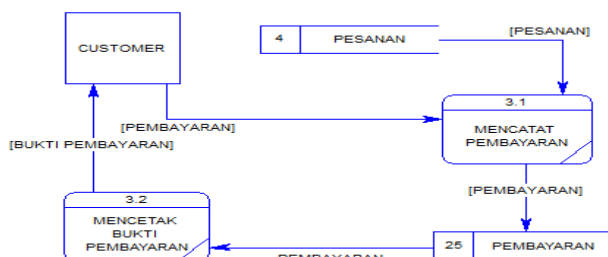 CUSTOMER
4 PESANAN
[PESANAN]
[PEMBAYARAN]
3.1
MENCATAT
PEMBAYARAN
[BUKTI PEMBAYARAN]
[PEMBAYARAN]
3.2
MENCETAK
BUKTI
PEMBAYARAN
25 PEMBAYARAN
PEMBAYARAN